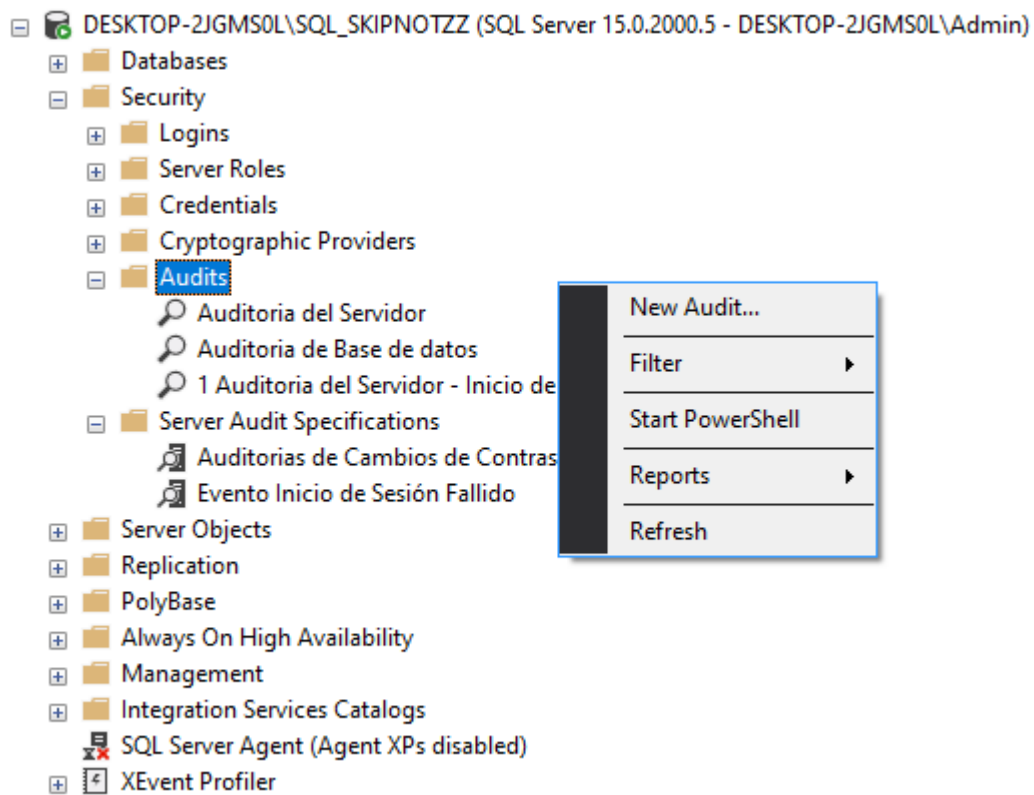 DESKTOP-2JGMS0L\SQL_SKIPNOTZZ (SQL Server 15.0.2000.5 - DESKTOP-2JGMS0L\Admin)
Databases
Security
Logins
Server Roles
Credentials
Cryptographic Providers
Audits
Auditoria del Servidor
Auditoria de Base de datos
1 Auditoria del Servidor - Inicio de
Server Audit Specifications
Auditorias de Cambios de Contras
Evento Inicio de Sesión Fallido
Server Objects
Replication
PolyBase
Always On High Availability
Management
Integration Services Catalogs
SQL Server Agent (Agent XPs disabled)
XEvent Profiler
New Audit...
Filter
Start PowerShell
Reports
Refresh